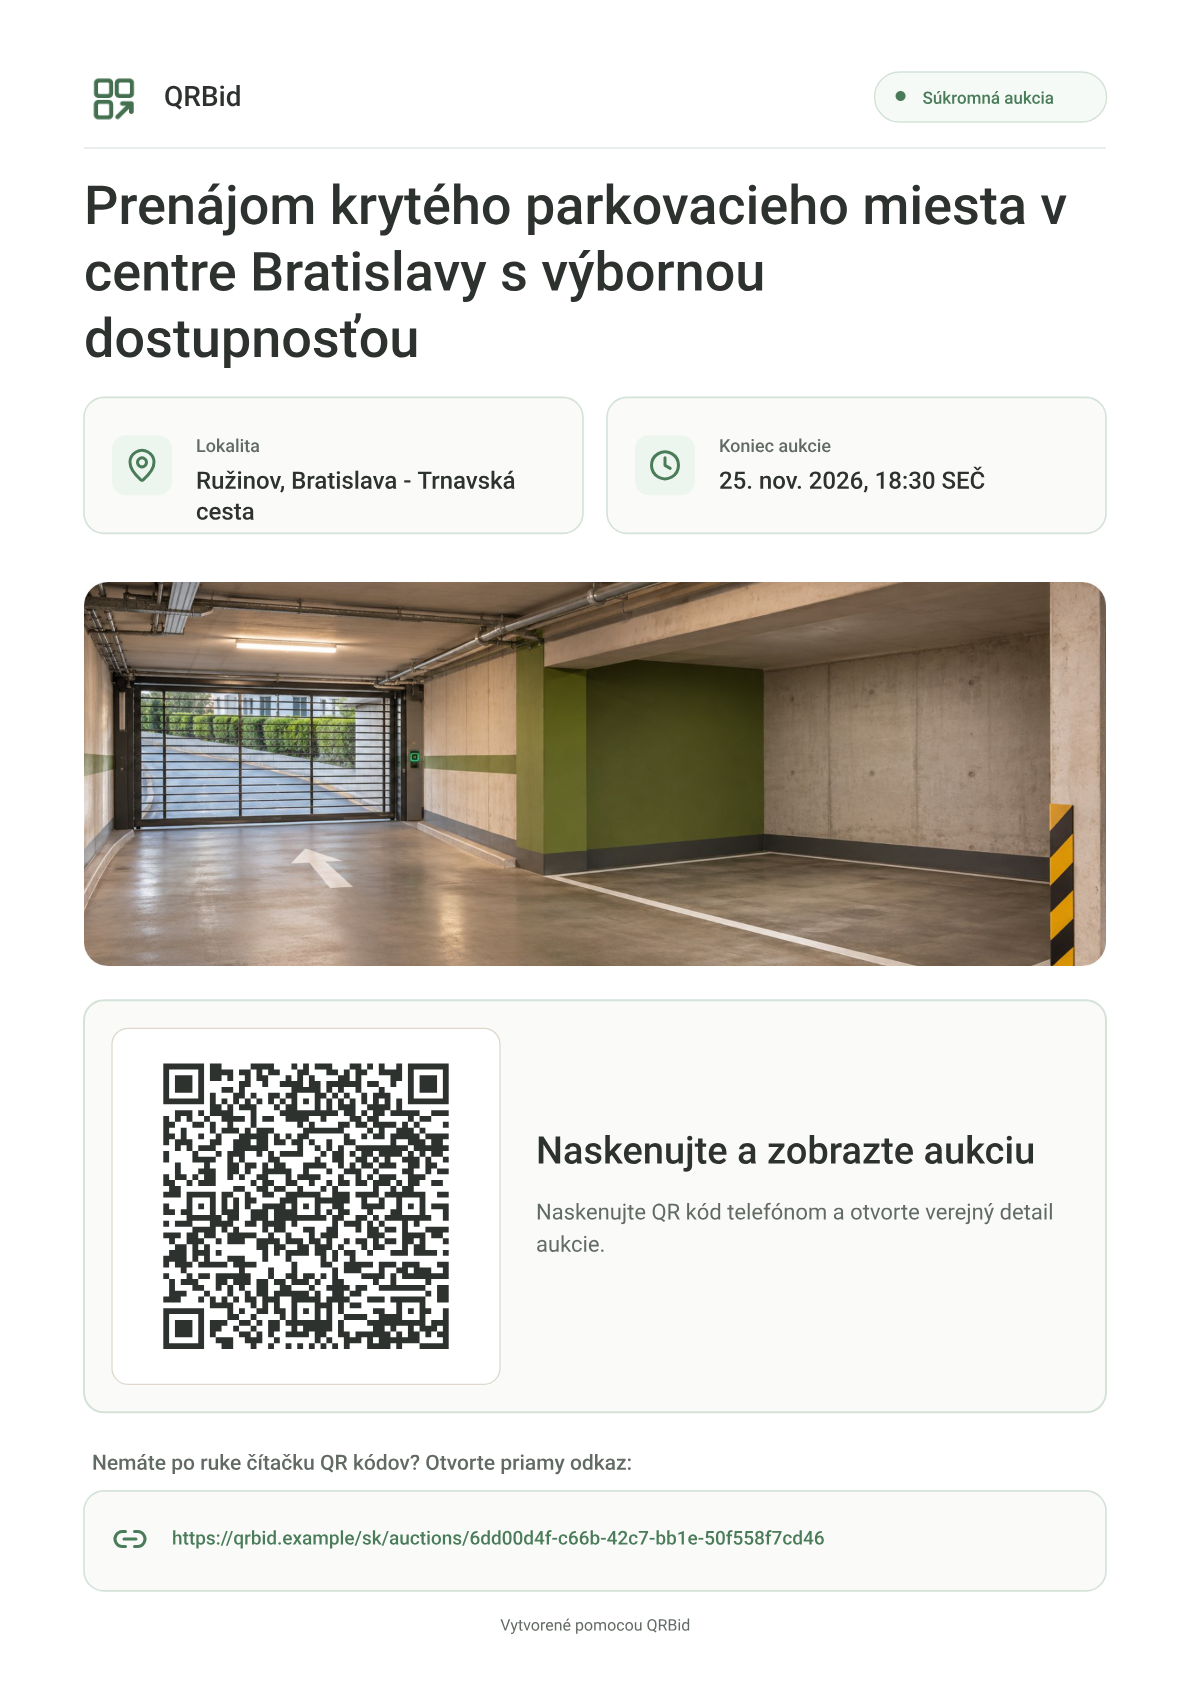 QRBid
Súkromná aukcia
Prenájom krytého parkovacieho miesta v
centre Bratislavy s výbornou
dostupnosťou
Lokalita
Ružinov, Bratislava - Trnavská
cesta
Koniec aukcie
25. nov. 2026, 18:30 SEČ
Naskenujte a zobrazte aukciu
Naskenujte QR kód telefónom a otvorte verejný detail
aukcie.
Nemáte po ruke čítačku QR kódov? Otvorte priamy odkaz:
https://qrbid.example/sk/auctions/6dd00d4f-c66b-42c7-bb1e-50f558f7cd46
Vytvorené pomocou QRBid